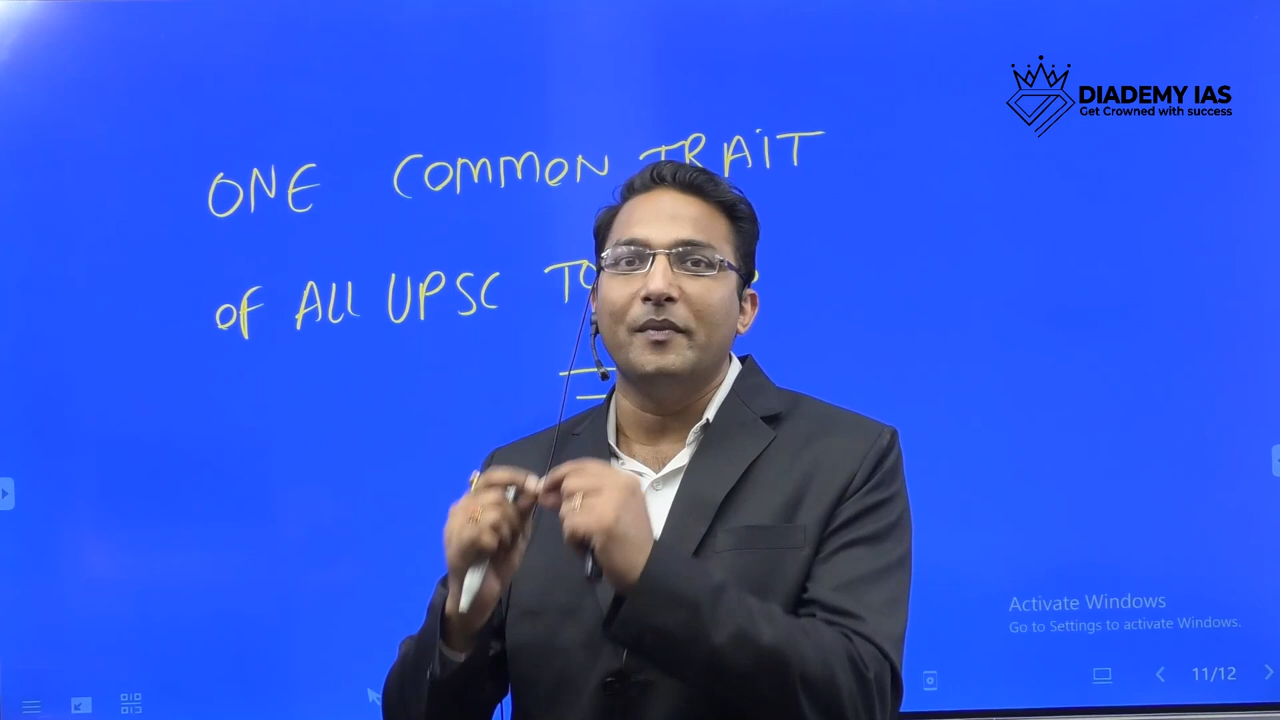 DIADEMY IAS
Get Crowned with success
ONE COMMON TRAiT
of All UPSC
Activate Windows
Go to Settings to activate Windows.
11/12